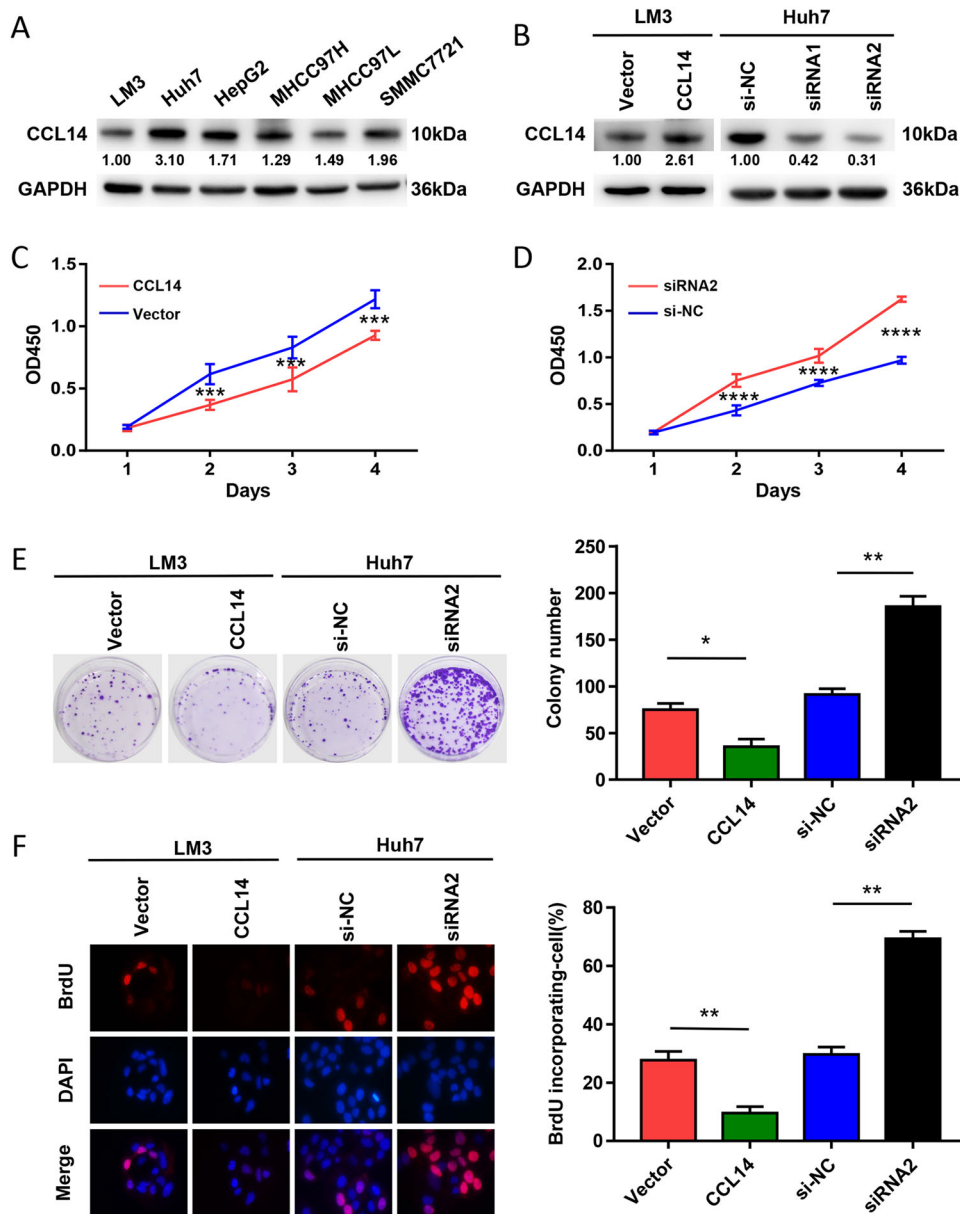 A
LM3 Huh7 HepG2 MHCC97H MHCC97L SMMC7721
CCL14 10kDa
1.00 3.10 1.71 1.29 1.49 1.96
GAPDH 36kDa
B
LM3 Huh7
Vector CCL14 si-NC siRNA1 siRNA2
CCL14 10kDa
1.00 2.61 1.00 0.42 0.31
GAPDH 36kDa
C
1.5
1.0
0.5
0.0
OD450
CCL14
Vector
*** *** ***
1 2 3 4
Days
D
2.0
1.5
1.0
0.5
0.0
OD450
siRNA2
si-NC
**** **** ****
1 2 3 4
Days
E
LM3 Huh7
Vector CCL14 si-NC siRNA2
250
200
150
100
50
0
Colony number
* **
Vector CCL14 si-NC siRNA2
F
LM3 Huh7
Vector CCL14 si-NC siRNA2
BrdU
DAPI
Merge
80
60
40
20
0
BrdU incorporating-cell(%)
** **
Vector CCL14 si-NC siRNA2